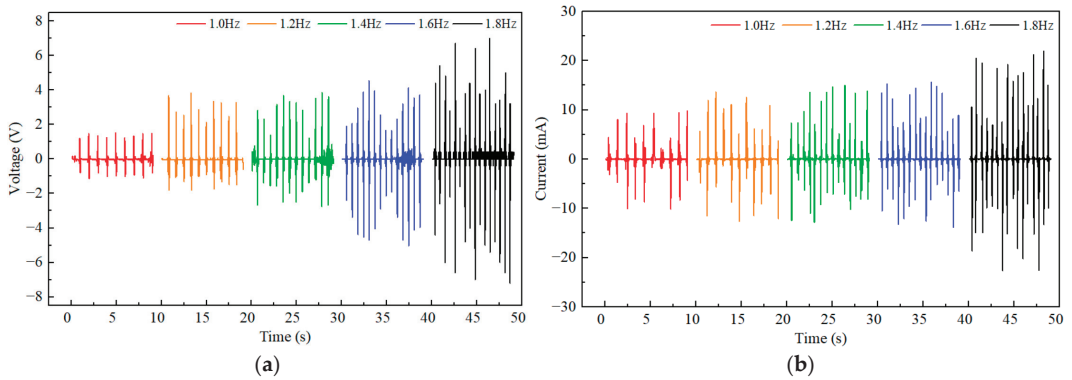 1.0Hz 1.2Hz 1.4Hz 1.6Hz 1.8Hz
8
6
4
2
0
−2
−4
−6
−8
Voltage (V)
0 5 10 15 20 25 30 35 40 45 50
Time (s)
(a)
1.0Hz 1.2Hz 1.4Hz 1.6Hz 1.8Hz
30
20
10
0
−10
−20
−30
Current (mA)
0 5 10 15 20 25 30 35 40 45 50
Time (s)
(b)